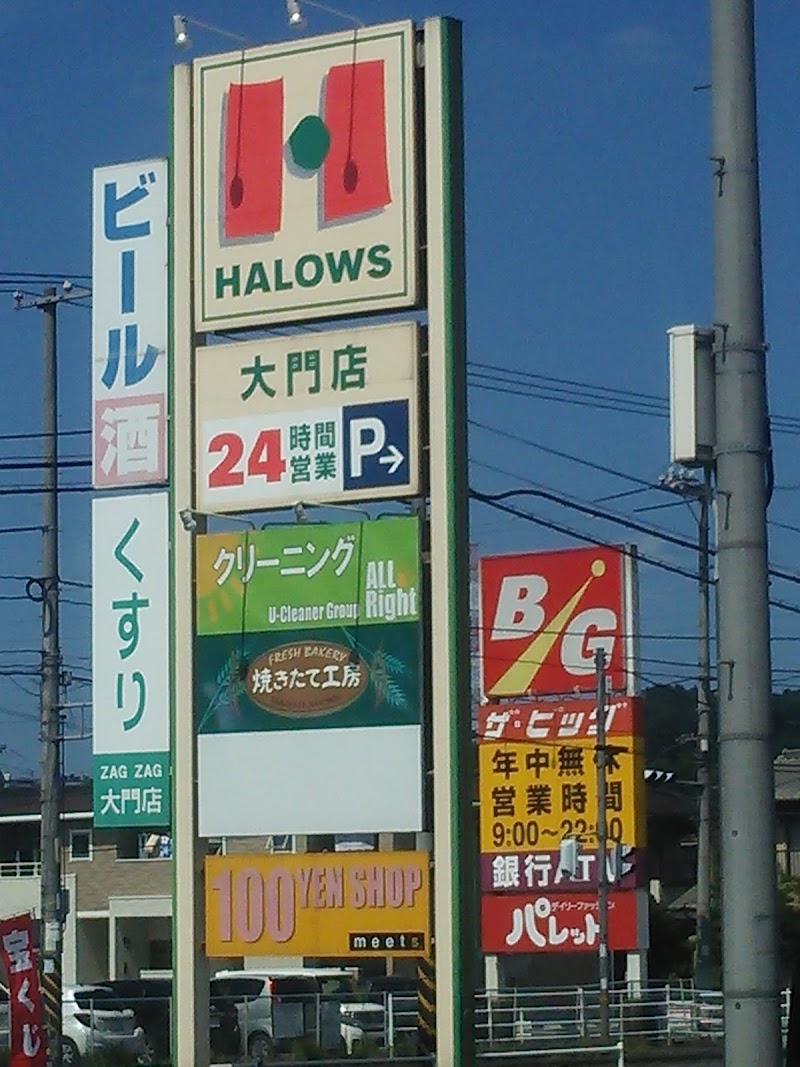 ビール
酒
くすり
ZAG ZAG
大門店
HALOWS
大門店
24時間
営業
P→
クリーニング
U-Cleaner Group
ALL
Right
FRESH BAKERY
焼きたて工房
100YEN SHOP
meets
BIG
ザ・ビッグ
年中無休
営業時間
9:00〜22:00
銀行ATM
デイリーファッション
パレット
宝くじ